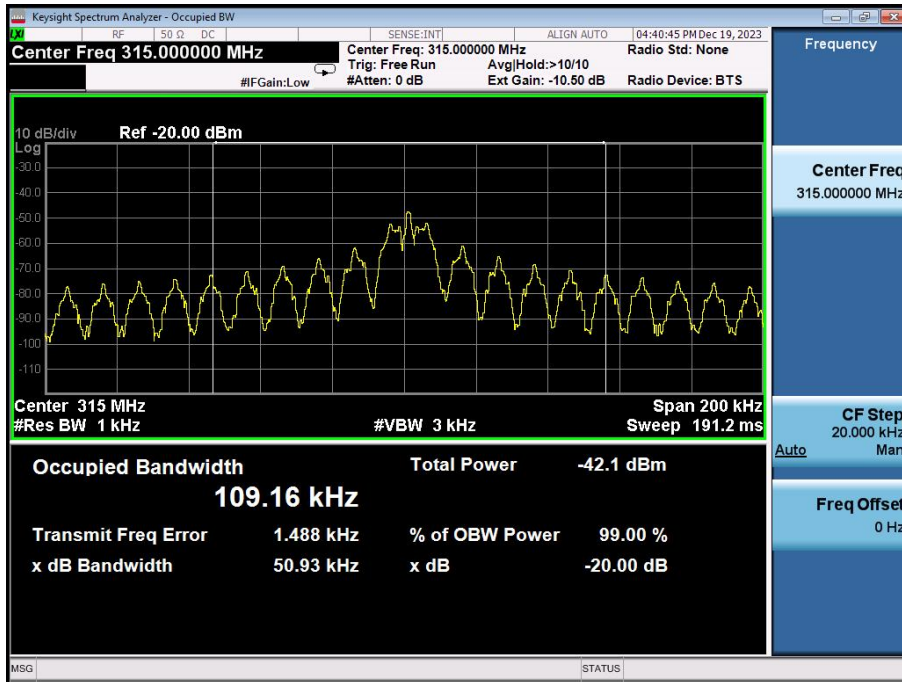 Keysight Spectrum Analyzer - Occupied BW
LXI RF 50 Ω DC SENSE:INT ALIGN AUTO 04:40:45 PM Dec 19, 2023
Center Freq 315.000000 MHz
Center Freq: 315.000000 MHz Radio Std: None
Trig: Free Run Avg|Hold:>10/10
#IFGain:Low #Atten: 0 dB Ext Gain: -10.50 dB Radio Device: BTS
10 dB/div Ref -20.00 dBm
Log
-30.0
-40.0
-50.0
-60.0
-70.0
-80.0
-90.0
-100
-110
Center 315 MHz Span 200 kHz
#Res BW 1 kHz #VBW 3 kHz Sweep 191.2 ms
Occupied Bandwidth Total Power -42.1 dBm
109.16 kHz
Transmit Freq Error 1.488 kHz % of OBW Power 99.00 %
x dB Bandwidth 50.93 kHz x dB -20.00 dB
MSG STATUS
Frequency
Center Freq
315.000000 MHz
CF Step
20.000 kHz
Auto Man
Freq Offset
0 Hz